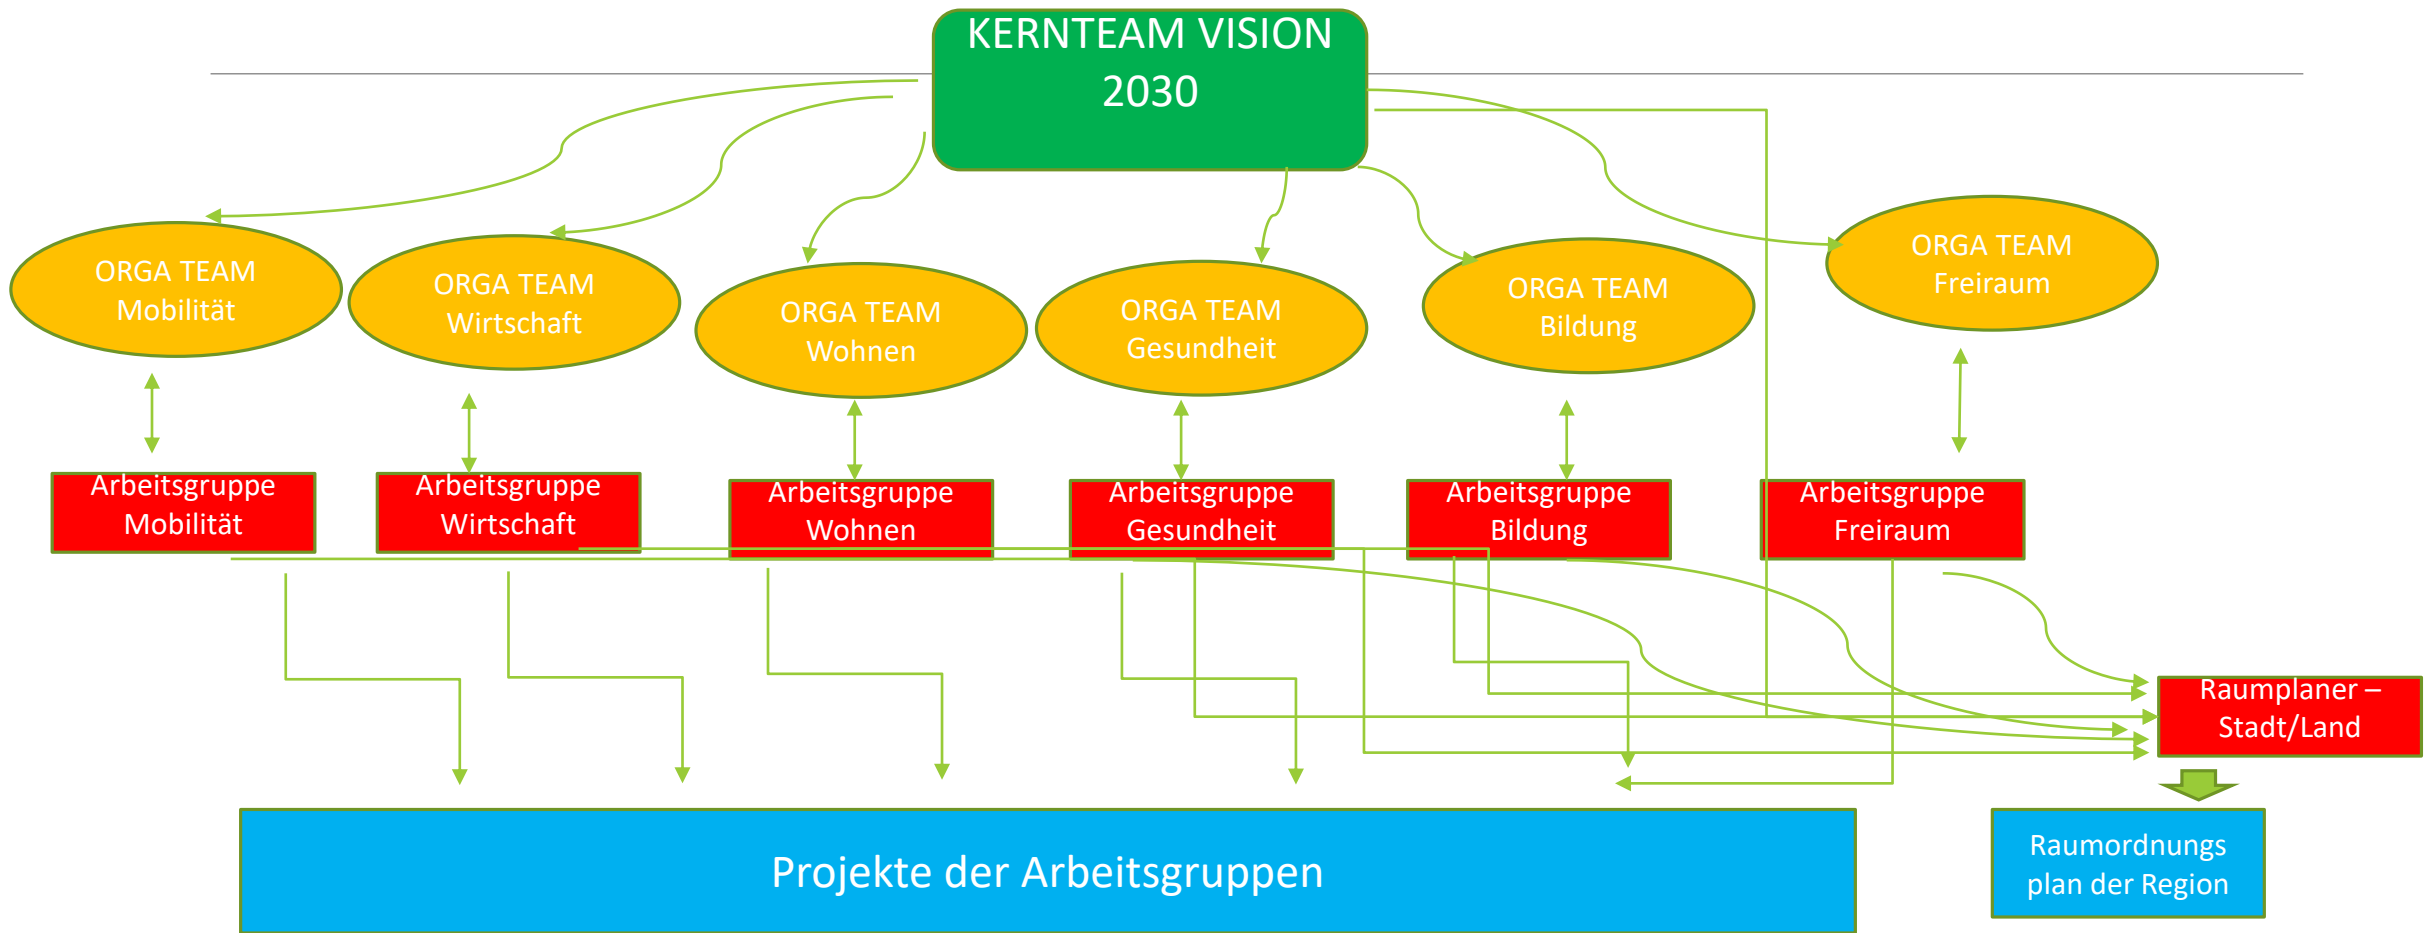 KERNTEAM VISION
2030
ORGA TEAM
Mobilität
ORGA TEAM
Wirtschaft
ORGA TEAM
Wohnen
ORGA TEAM
Gesundheit
ORGA TEAM
Bildung
ORGA TEAM
Freiraum
Arbeitsgruppe
Mobilität
Arbeitsgruppe
Wirtschaft
Arbeitsgruppe
Wohnen
Arbeitsgruppe
Gesundheit
Arbeitsgruppe
Bildung
Arbeitsgruppe
Freiraum
Raumplaner –
Stadt/Land
Projekte der Arbeitsgruppen
Raumordnungs
plan der Region